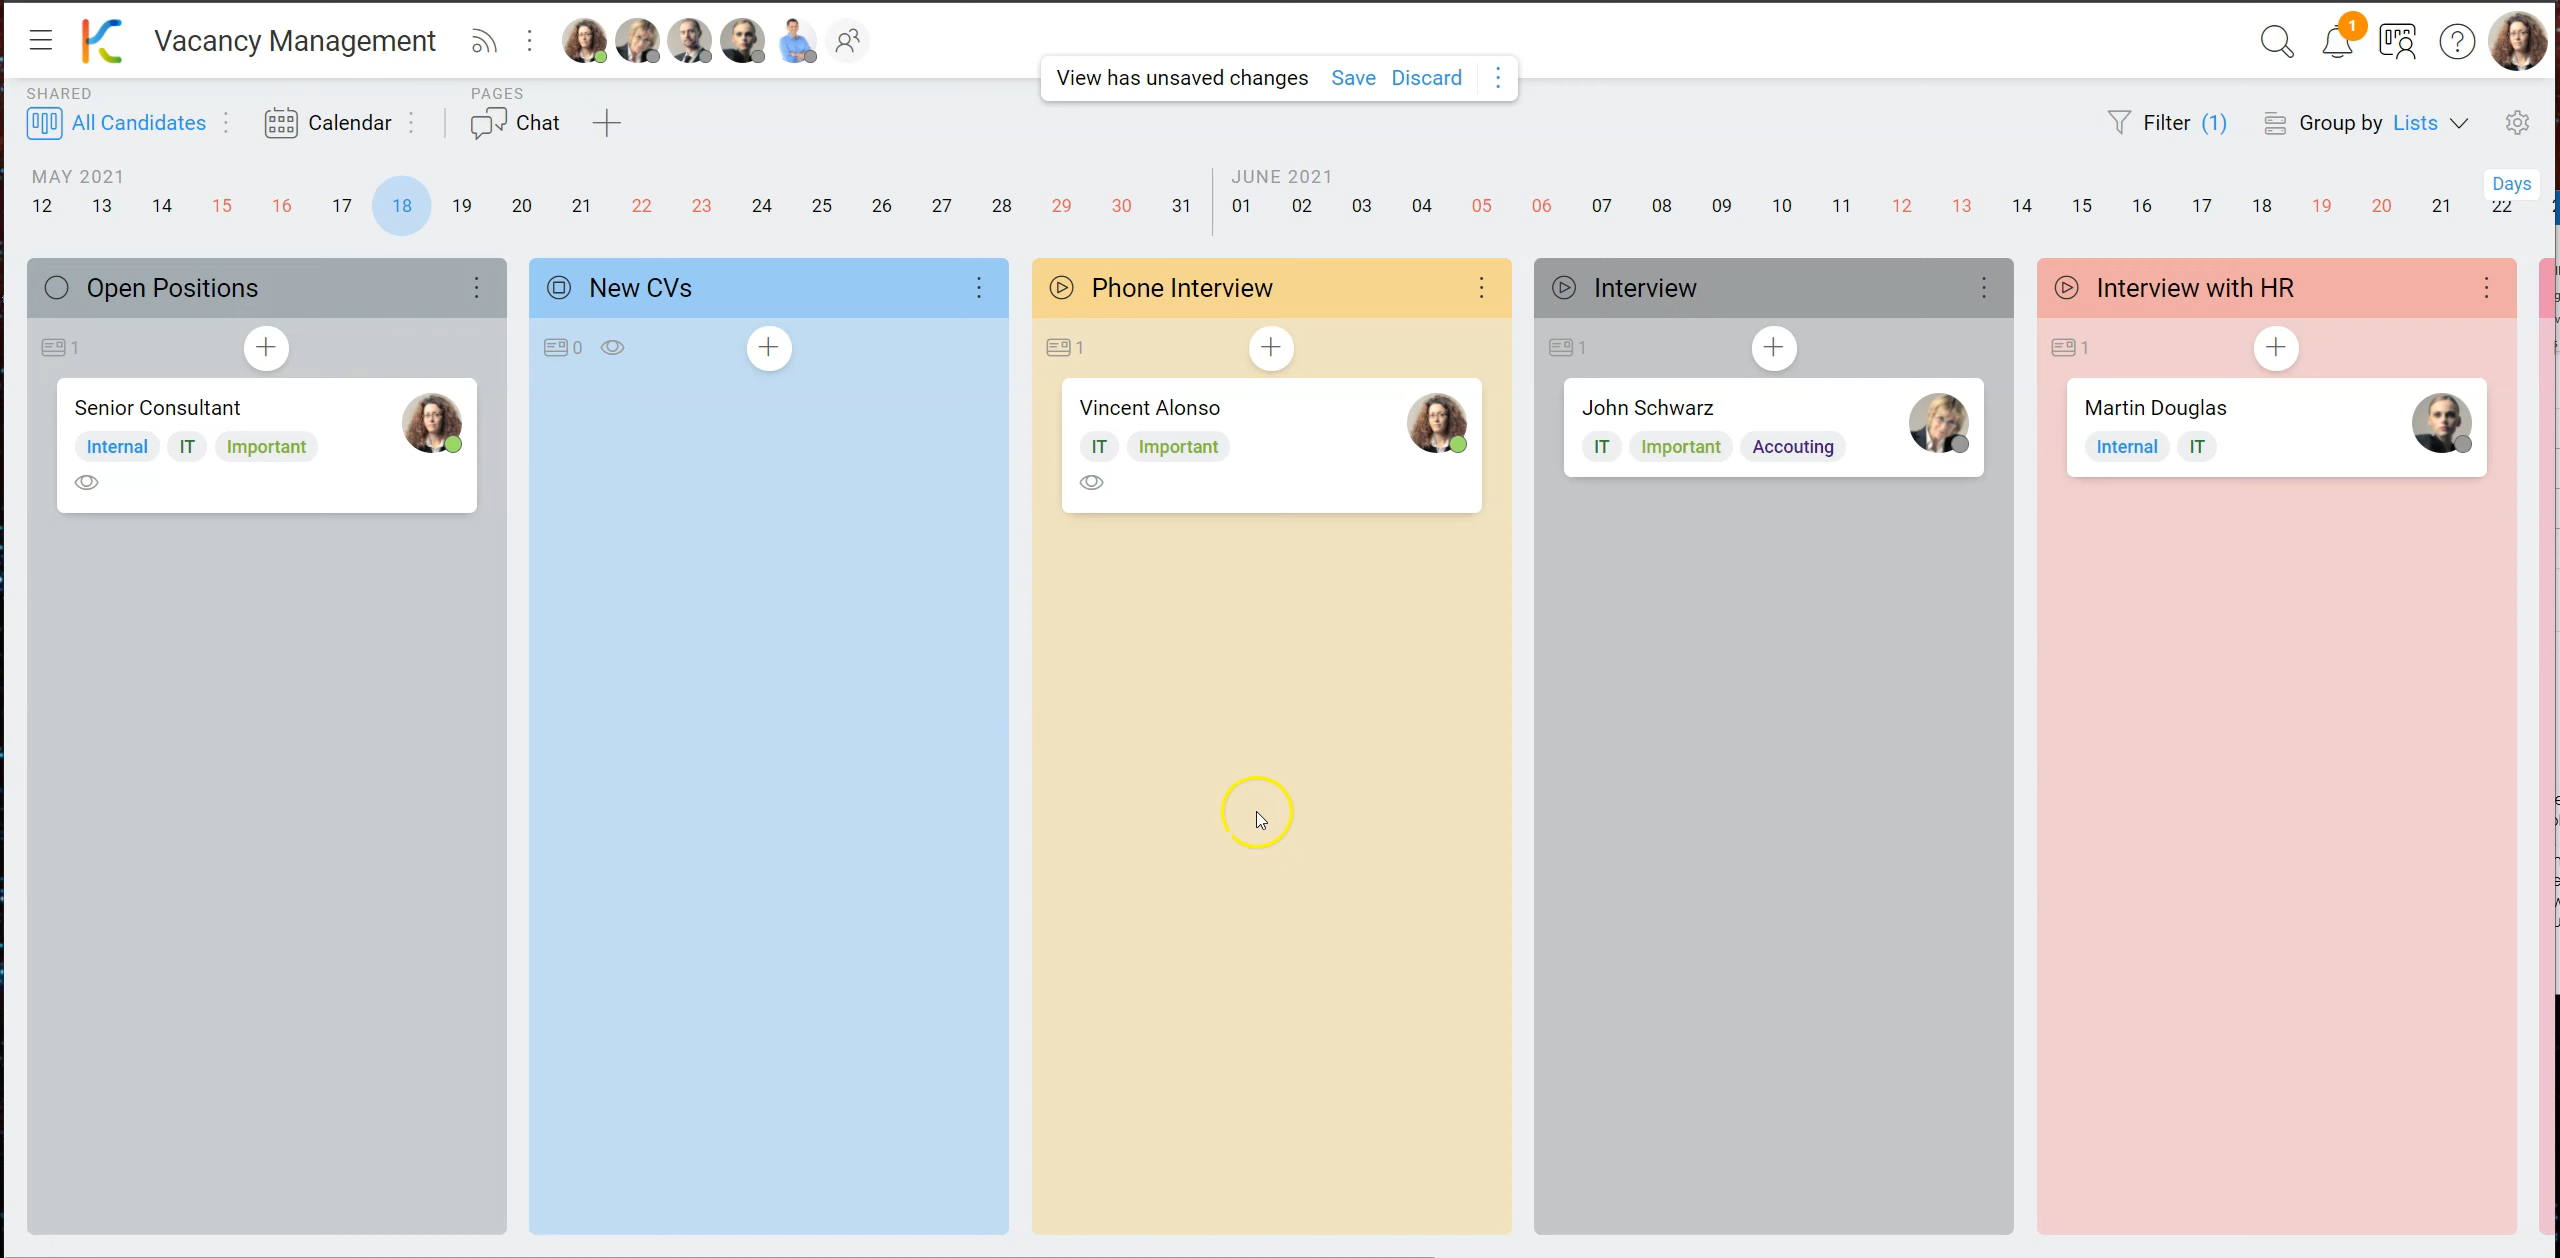 Vacancy Management
1
View has unsaved changes Save Discard
SHARED
PAGES
All Candidates
Calendar
Chat
Filter (1)
Group by Lists
MAY 2021
JUNE 2021
Days
12 13 14 15 16 17 18 19 20 21 22 23 24 25 26 27 28 29 30 31 01 02 03 04 05 06 07 08 09 10 11 12 13 14 15 16 17 18 19 20 21 22
Open Positions
1
Senior Consultant
Internal IT Important
New CVs
0
Phone Interview
1
Vincent Alonso
IT Important
Interview
1
John Schwarz
IT Important Accouting
Interview with HR
1
Martin Douglas
Internal IT